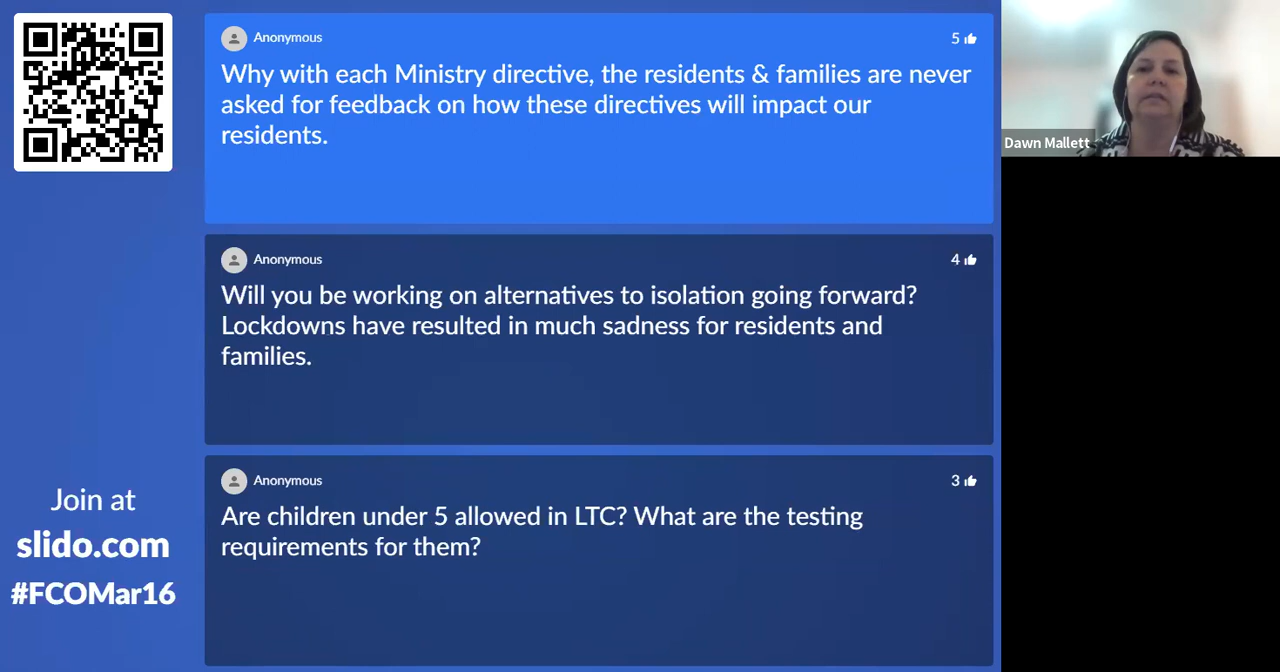 Anonymous
5
Why with each Ministry directive, the residents & families are never
asked for feedback on how these directives will impact our
residents.
Dawn Mallett
Anonymous
4
Will you be working on alternatives to isolation going forward?
Lockdowns have resulted in much sadness for residents and
families.
Anonymous
3
Are children under 5 allowed in LTC? What are the testing
requirements for them?
Join at
slido.com
#FCOMar16